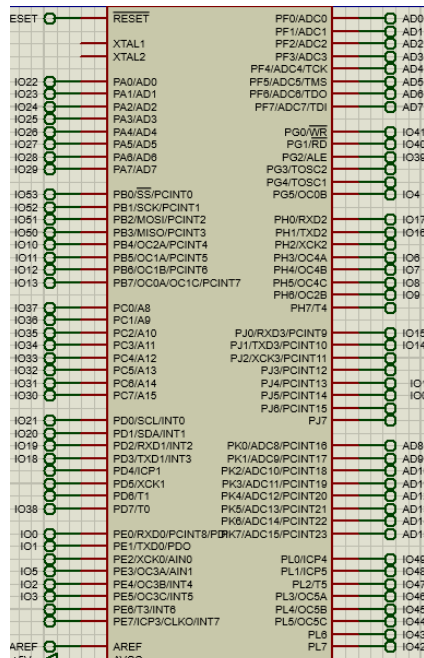 ESET RESET PF0/ADC0 AD0
PF1/ADC1 AD1
XTAL1 PF2/ADC2 AD2
XTAL2 PF3/ADC3 AD3
PF4/ADC4/TCK AD4
IO22 PA0/AD0 PF5/ADC5/TMS AD5
IO23 PA1/AD1 PF6/ADC6/TDO AD6
IO24 PA2/AD2 PF7/ADC7/TDI AD7
IO25 PA3/AD3
IO26 PA4/AD4 PG0/WR IO41
IO27 PA5/AD5 PG1/RD IO40
IO28 PA6/AD6 PG2/ALE IO39
IO29 PA7/AD7 PG3/TOSC2
PG4/TOSC1
IO53 PB0/SS/PCINT0 PG5/OC0B IO4
IO52 PB1/SCK/PCINT1
IO51 PB2/MOSI/PCINT2 PH0/RXD2 IO17
IO50 PB3/MISO/PCINT3 PH1/TXD2 IO16
IO10 PB4/OC2A/PCINT4 PH2/XCK2
IO11 PB5/OC1A/PCINT5 PH3/OC4A IO6
IO12 PB6/OC1B/PCINT6 PH4/OC4B IO7
IO13 PB7/OC0A/OC1C/PCINT7 PH5/OC4C IO8
PH6/OC2B IO9
IO37 PC0/A8 PH7/T4
IO36 PC1/A9
IO35 PC2/A10 PJ0/RXD3/PCINT9 IO15
IO34 PC3/A11 PJ1/TXD3/PCINT10 IO14
IO33 PC4/A12 PJ2/XCK3/PCINT11
IO32 PC5/A13 PJ3/PCINT12
IO31 PC6/A14 PJ4/PCINT13 IO
IO30 PC7/A15 PJ5/PCINT14
PJ6/PCINT15
IO21 PD0/SCL/INT0 PJ7
IO20 PD1/SDA/INT1
IO19 PD2/RXD1/INT2 PK0/ADC8/PCINT16 AD8
IO18 PD3/TXD1/INT3 PK1/ADC9/PCINT17 AD9
PD4/ICP1 PK2/ADC10/PCINT18 AD1
PD5/XCK1 PK3/ADC11/PCINT19 AD1
PD6/T1 PK4/ADC12/PCINT20 AD1
IO38 PD7/T0 PK5/ADC13/PCINT21 AD1
PK6/ADC14/PCINT22 AD1
IO0 PE0/RXD0/PCINT8/PDI PK7/ADC15/PCINT23 AD1
IO1 PE1/TXD0/PDO
PE2/XCK0/AIN0 PL0/ICP4 IO49
IO5 PE3/OC3A/AIN1 PL1/ICP5 IO48
IO2 PE4/OC3B/INT4 PL2/T5 IO47
IO3 PE5/OC3C/INT5 PL3/OC5A IO46
PE6/T3/INT6 PL4/OC5B IO45
PE7/ICP3/CLKO/INT7 PL5/OC5C IO44
PL6 IO43
AREF AREF PL7 IO42